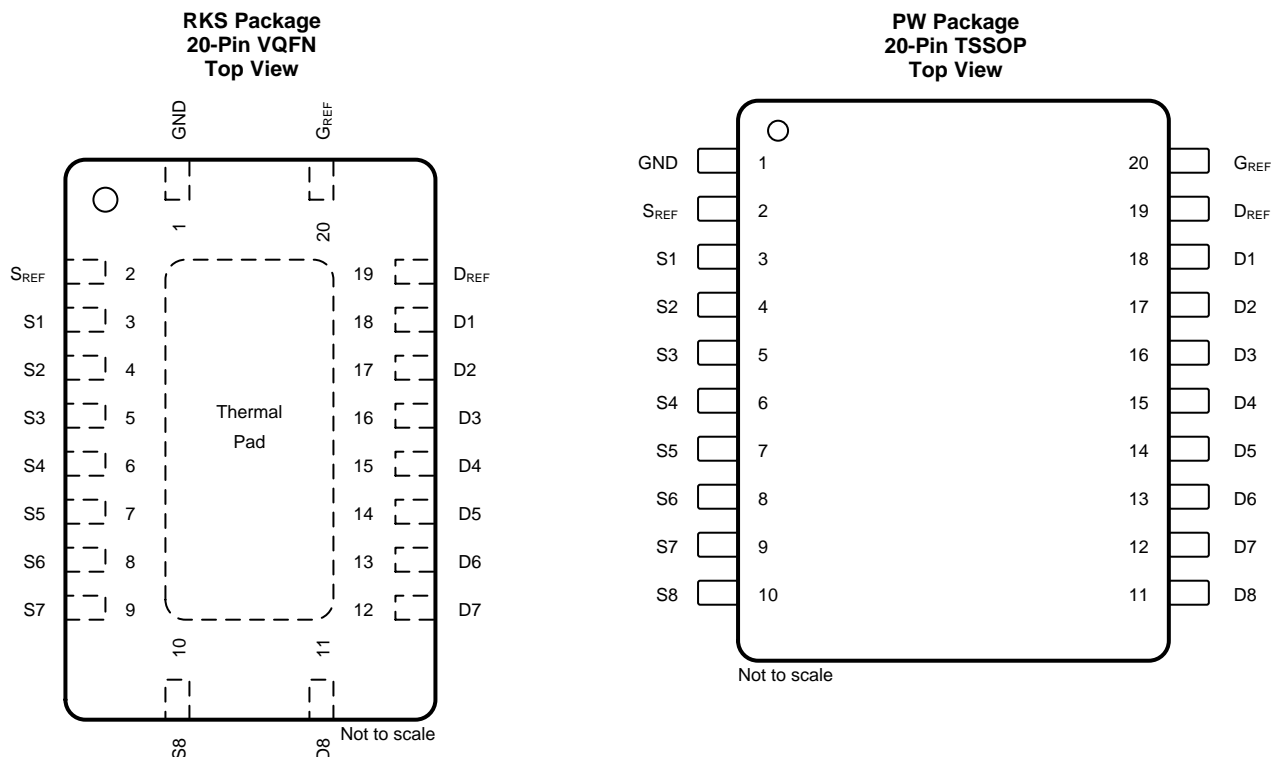 RKS Package
20-Pin VQFN
Top View
GND
GREF
1
20
SREF 2 19 DREF
S1 3 18 D1
S2 4 17 D2
S3 5 16 D3
S4 6 15 D4
S5 7 14 D5
S6 8 13 D6
S7 9 12 D7
Thermal
Pad
10
11
S8
D8
Not to scale
PW Package
20-Pin TSSOP
Top View
GND 1 20 GREF
SREF 2 19 DREF
S1 3 18 D1
S2 4 17 D2
S3 5 16 D3
S4 6 15 D4
S5 7 14 D5
S6 8 13 D6
S7 9 12 D7
S8 10 11 D8
Not to scale